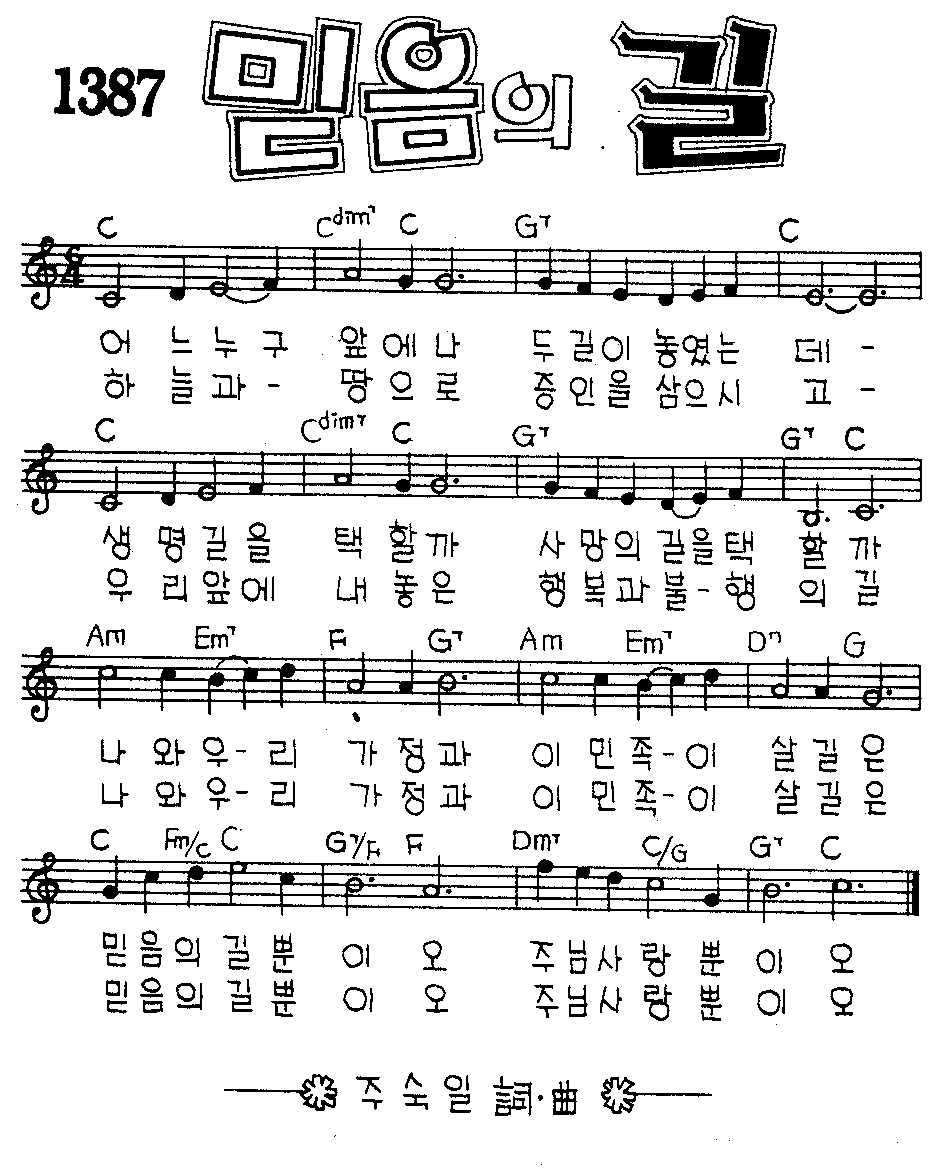 1387 믿음의 길
C Cdim7 C G7 C
6/4
어 느 누 구 앞 에 나 두 길 이 놓 였 는 데 -
하 늘 과 - 땅 으 로 증 인 을 삼 으 시 고 -
C Cdim7 C G7 G7 C
생 명 길 을 택 할 까 사 망 의 길 을 택 할 까
우 리 앞 에 내 놓 은 행 복 과 불 - 행 의 길
Am Em7 F G7 Am Em7 D7 G
나 와 우 - 리 가 정 과 이 민 족 - 이 살 길 은
나 와 우 - 리 가 정 과 이 민 족 - 이 살 길 은
C Fm/C C G7/F F Dm7 C/G G7 C
믿 음 의 길 뿐 이 오 주 님 사 랑 뿐 이 오
믿 음 의 길 뿐 이 오 주 님 사 랑 뿐 이 오
주 숙 일 詞·曲